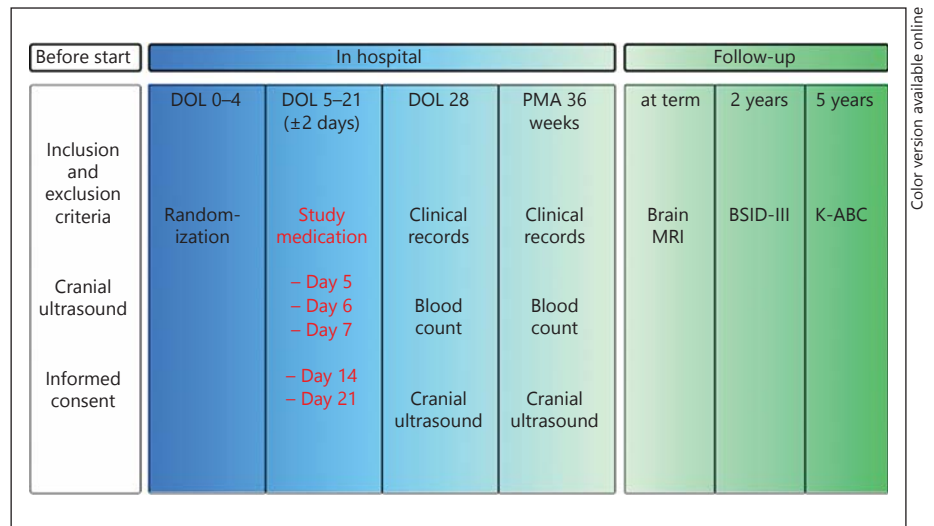 Before start
In hospital
Follow-up
Inclusion
and
exclusion
criteria
Cranial
ultrasound
Informed
consent
DOL 0–4
Random-
ization
DOL 5–21
(±2 days)
Study
medication
– Day 5
– Day 6
– Day 7
– Day 14
– Day 21
DOL 28
Clinical
records
Blood
count
Cranial
ultrasound
PMA 36
weeks
Clinical
records
Blood
count
Cranial
ultrasound
at term
Brain
MRI
2 years
BSID-III
5 years
K-ABC
Color version available online